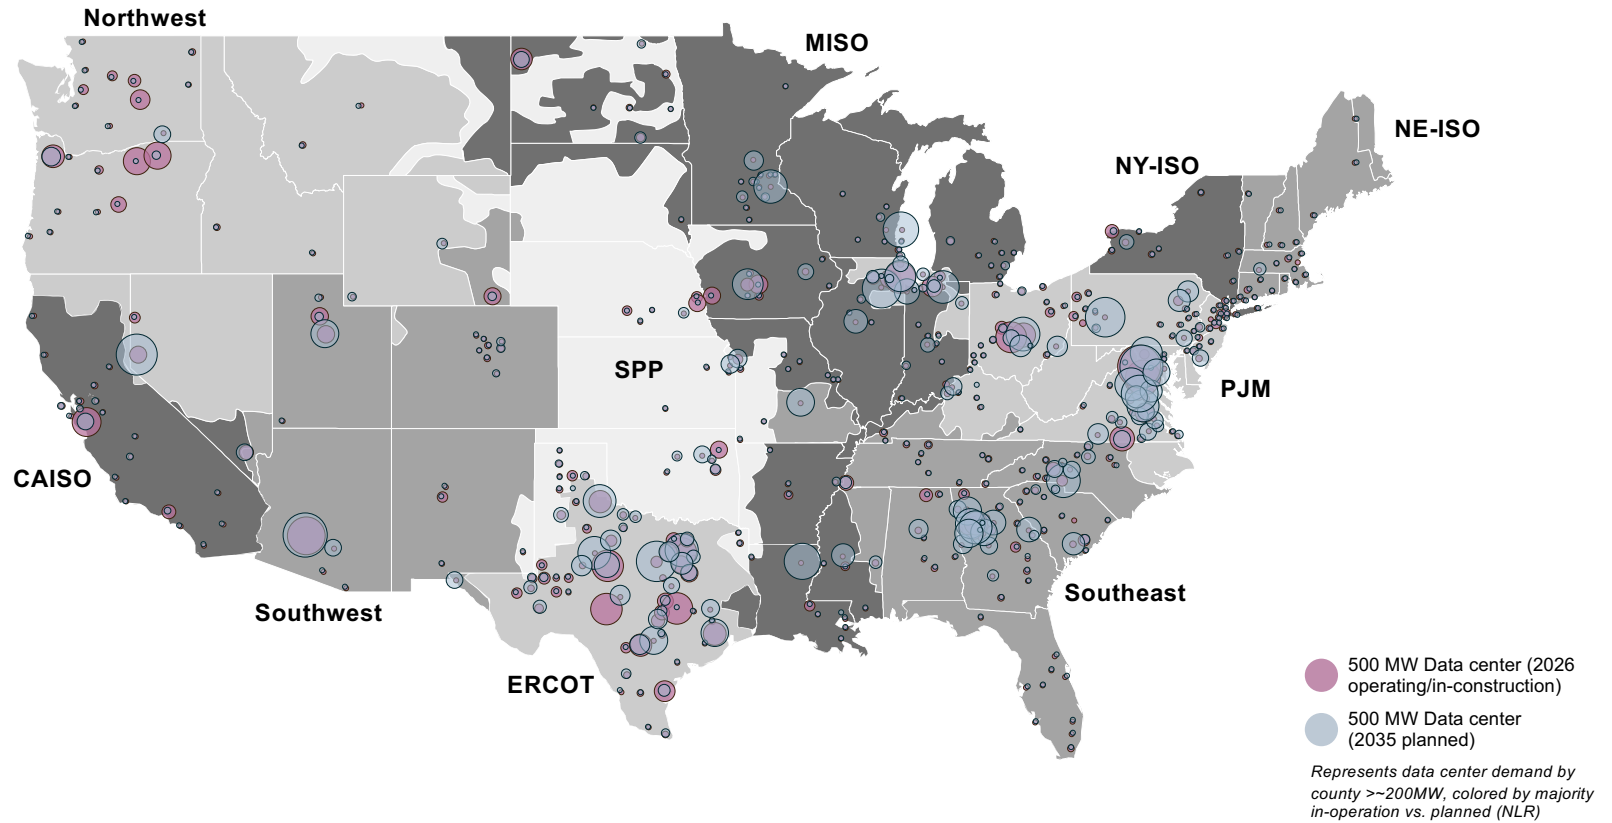 Northwest
MISO
NE-ISO
NY-ISO
SPP
PJM
CAISO
Southeast
Southwest
ERCOT
500 MW Data center (2026
operating/in-construction)
500 MW Data center
(2035 planned)
Represents data center demand by
county >~200MW, colored by majority
in-operation vs. planned (NLR)